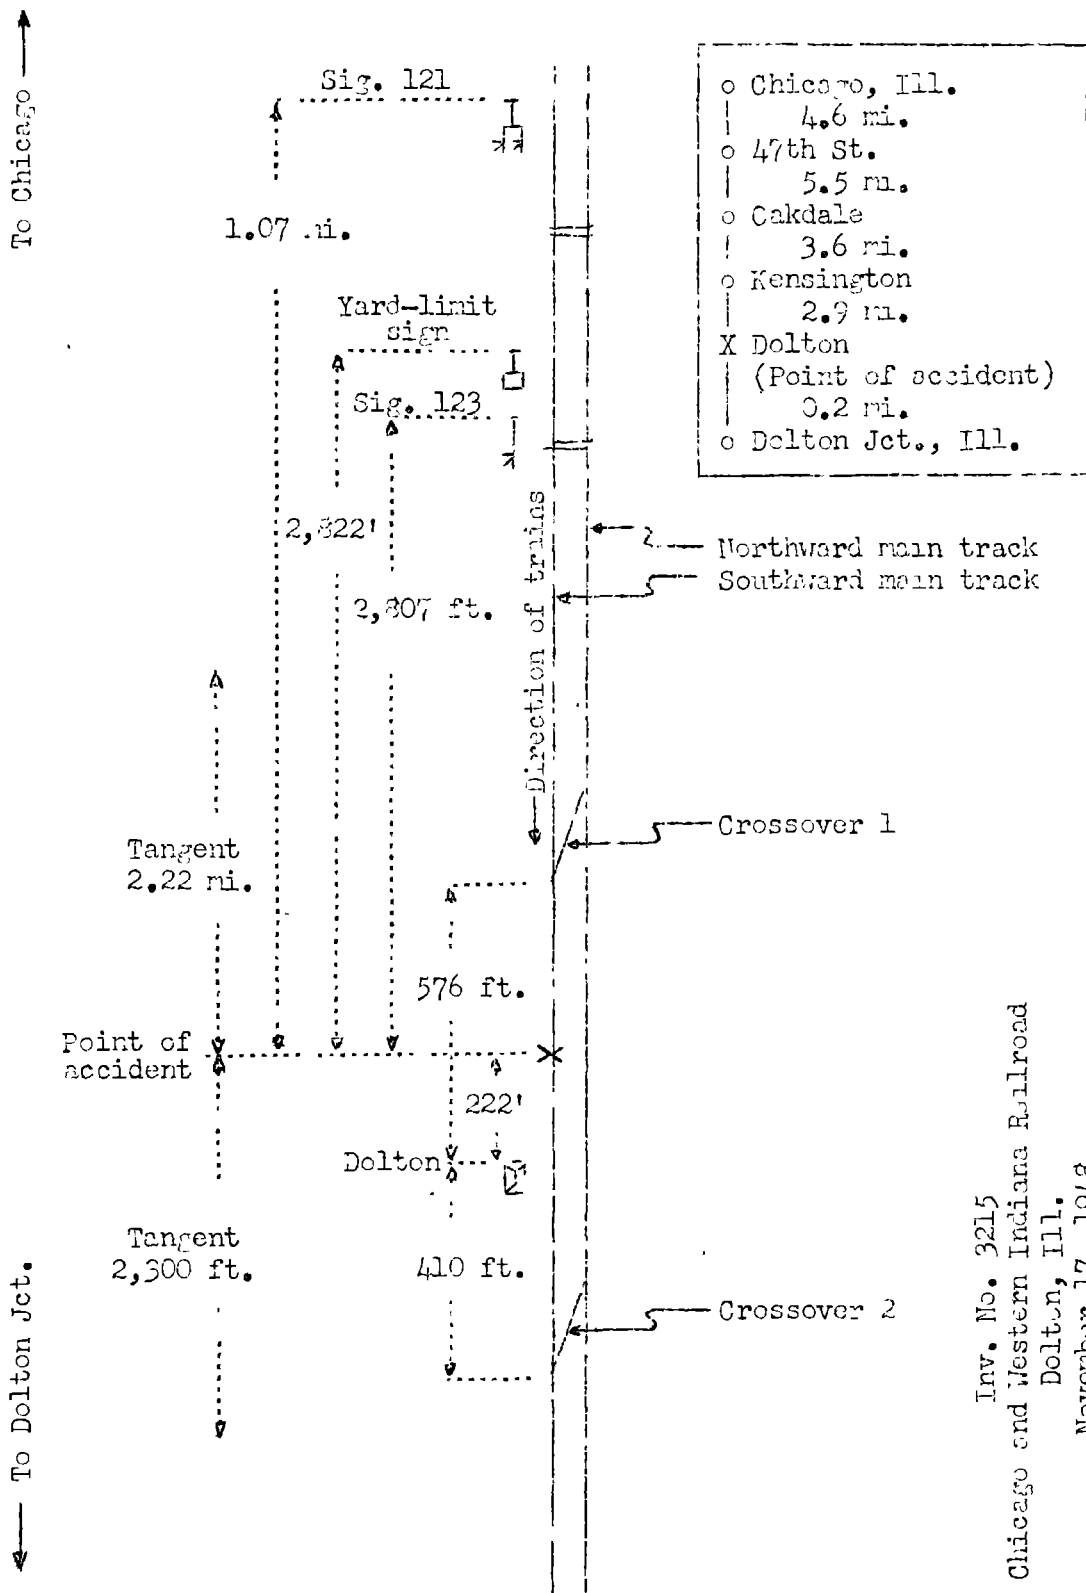 To Chicago
Sig. 121
1.07 mi.
Yard-limit
sign
Sig. 123
2,822'
2,807 ft.
Direction of trains
Chicago, Ill.
4.6 mi.
47th St.
5.5 mi.
Oakdale
3.6 mi.
Kensington
2.9 mi.
X Dolton
(Point of accident)
0.2 mi.
Dolton Jct., Ill.
Northward main track
Southward main track
Crossover 1
Tangent
2.22 mi.
576 ft.
Point of
accident
222'
Dolton
Tangent
2,300 ft.
410 ft.
Crossover 2
To Dolton Jct.
Inv. No. 3215
Chicago and Western Indiana Railroad
Dolton, Ill.
November 17, 1948